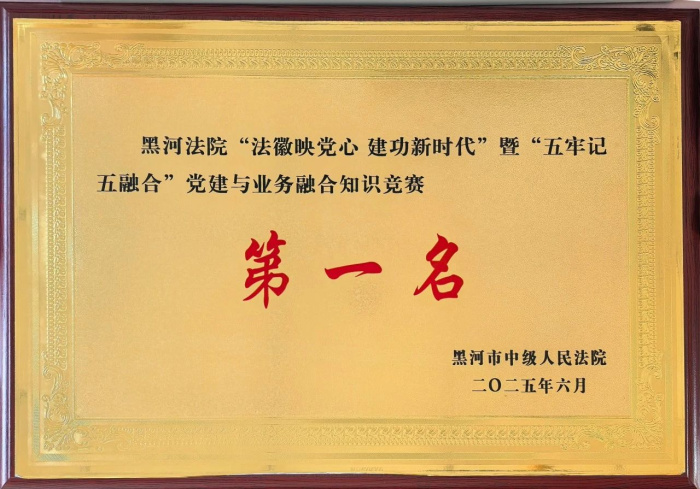 黑河法院“法徽映党心 建功新时代”暨“五牢记
五融合”党建与业务融合知识竞赛
第一名
黑河市中级人民法院
二〇二五年六月